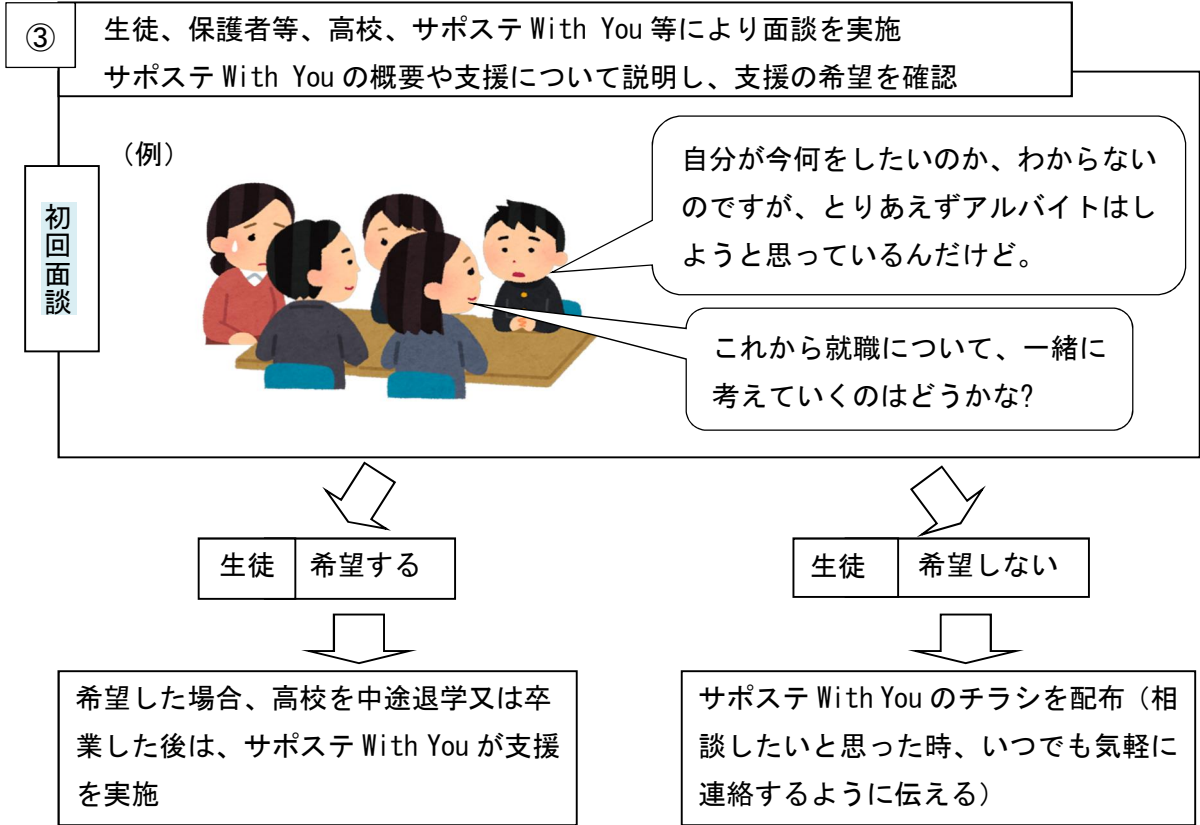 ③
生徒、保護者等、高校、サポステ With You 等により面談を実施
サポステ With You の概要や支援について説明し、支援の希望を確認
初回面談
（例）
自分が今何をしたいのか、わからない
のですが、とりあえずアルバイトはし
ようと思っているんだけど。
これから就職について、一緒に
考えていくのはどうかな?
生徒 希望する
生徒 希望しない
希望した場合、高校を中途退学又は卒
業した後は、サポステ With You が支援
を実施
サポステ With You のチラシを配布（相
談したいと思った時、いつでも気軽に
連絡するように伝える）